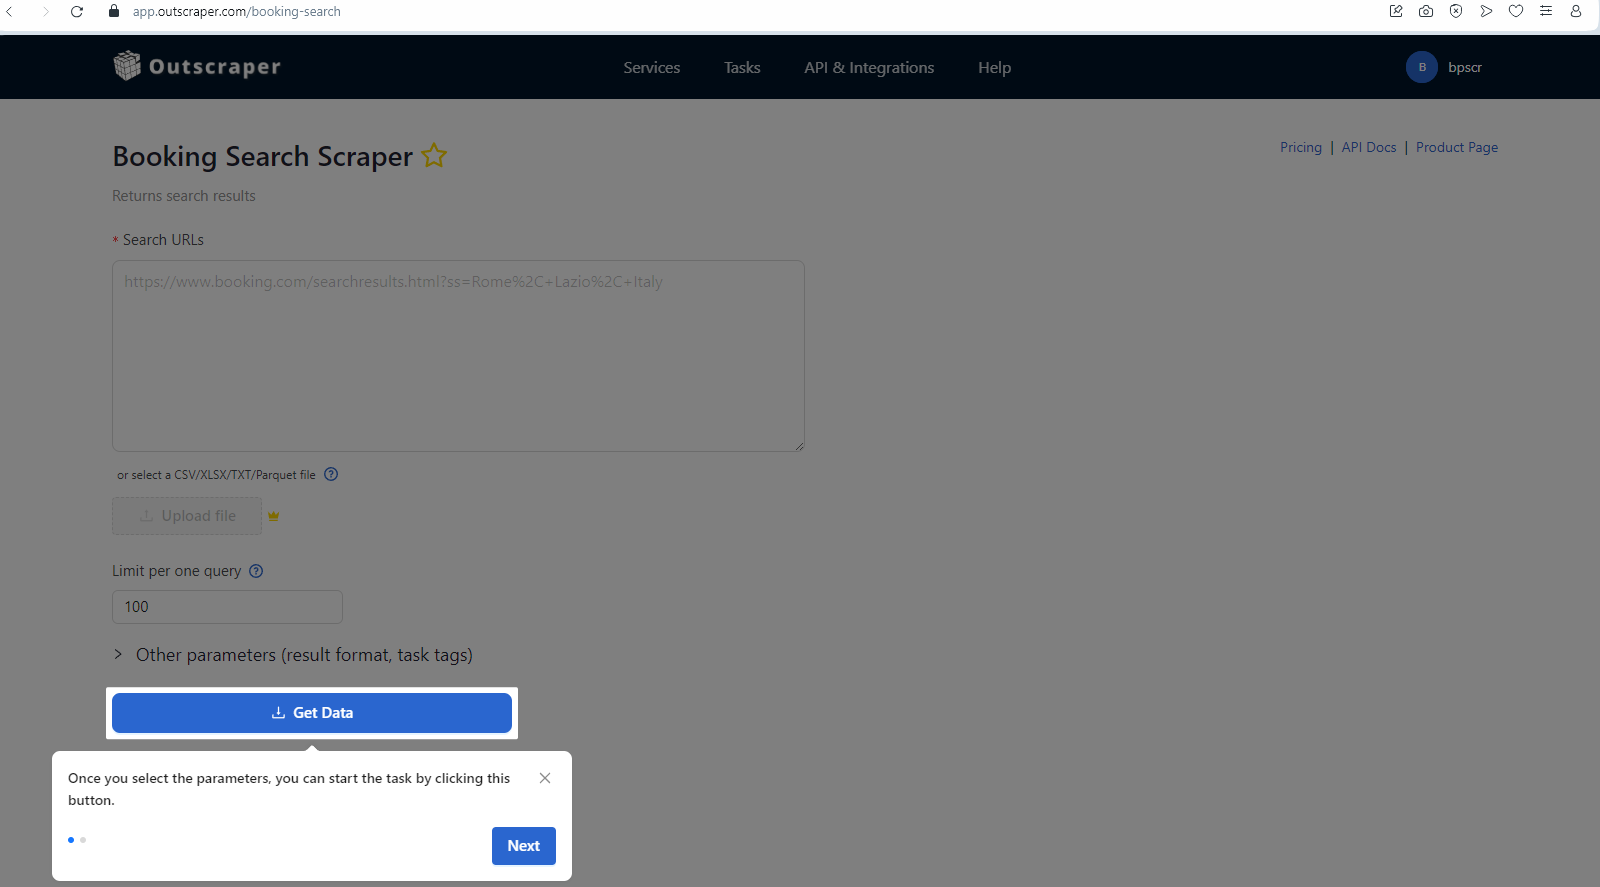 app.outscraper.com/booking-search
Outscraper
Services
Tasks
API & Integrations
Help
B
bpscr
Booking Search Scraper
Pricing | API Docs | Product Page
Returns search results
* Search URLs
https://www.booking.com/searchresults.html?ss=Rome%2C+Lazio%2C+Italy
or select a CSV/XLSX/TXT/Parquet file ?
Upload file
Limit per one query ?
100
Other parameters (result format, task tags)
Get Data
Once you select the parameters, you can start the task by clicking this
button.
Next